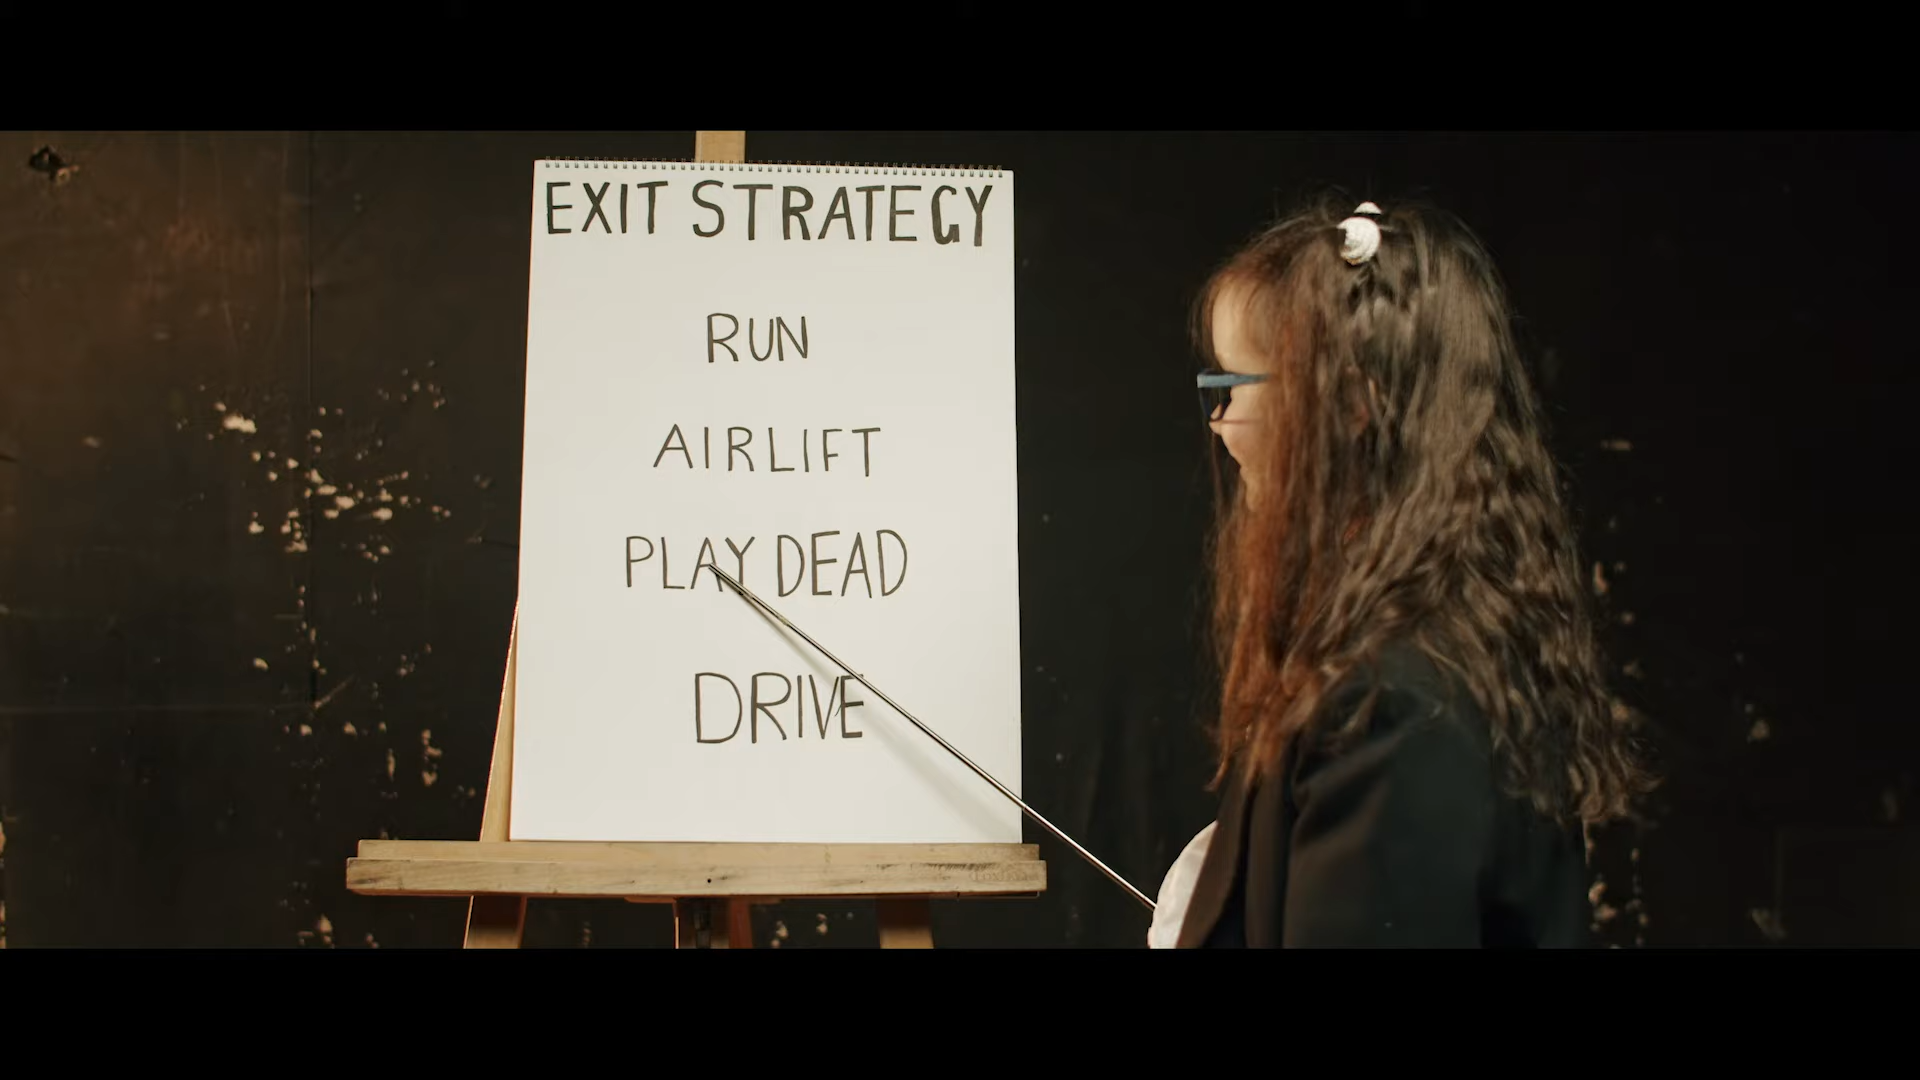 EXIT STRATEGY
RUN
AIRLIFT
PLAY DEAD
DRIVE